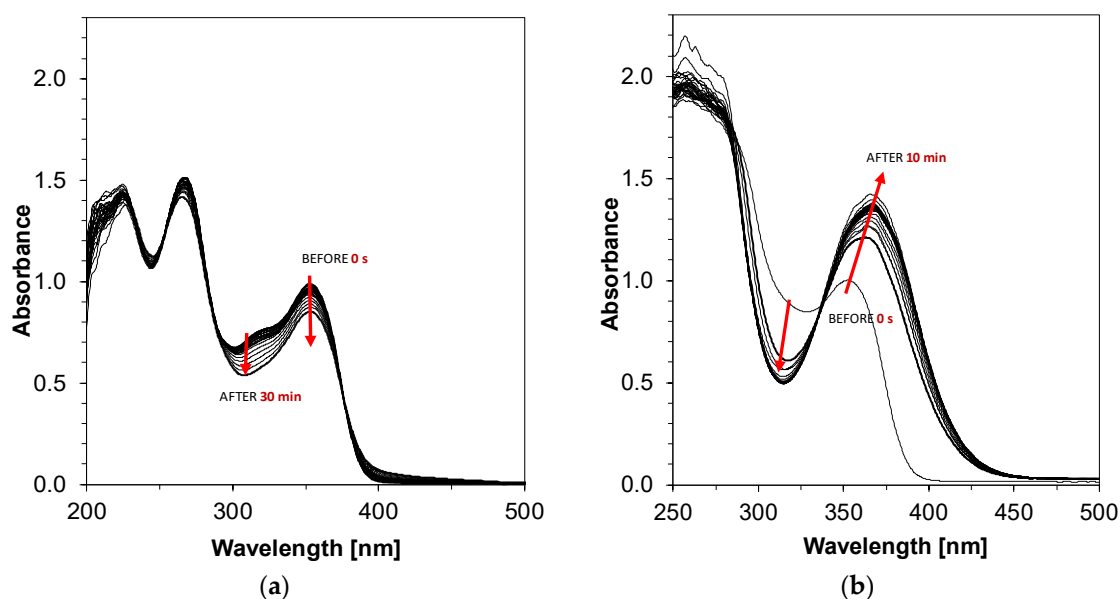 2.0
1.5
1.0
0.5
0.0
Absorbance
BEFORE 0 s
AFTER 30 min
200
300
400
500
Wavelength [nm]
(a)
2.0
1.5
1.0
0.5
0.0
Absorbance
AFTER 10 min
BEFORE 0 s
250
300
350
400
450
500
Wavelength [nm]
(b)